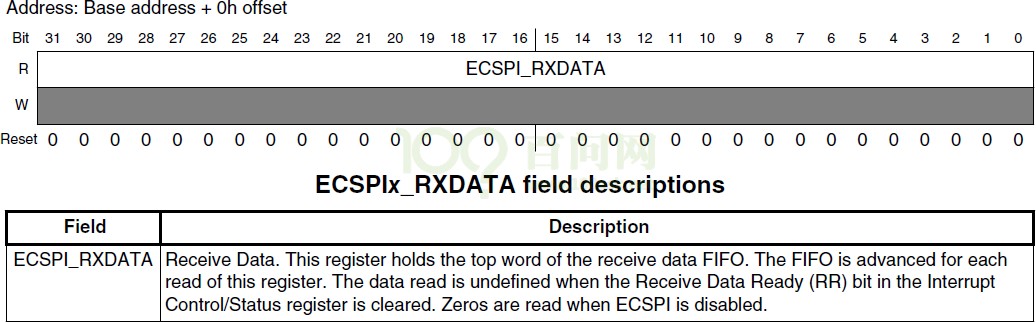 Address: Base address + 0h offset
Bit 31 30 29 28 27 26 25 24 23 22 21 20 19 18 17 16 15 14 13 12 11 10 9 8 7 6 5 4 3 2 1 0
R ECSPI_RXDATA
W
Reset 0 0 0 0 0 0 0 0 0 0 0 0 0 0 0 0 0 0 0 0 0 0 0 0 0 0 0 0 0 0 0 0
100 百问网
ECSPIx_RXDATA field descriptions
Field Description
ECSPI_RXDATA Receive Data. This register holds the top word of the receive data FIFO. The FIFO is advanced for each
read of this register. The data read is undefined when the Receive Data Ready (RR) bit in the Interrupt
Control/Status register is cleared. Zeros are read when ECSPI is disabled.